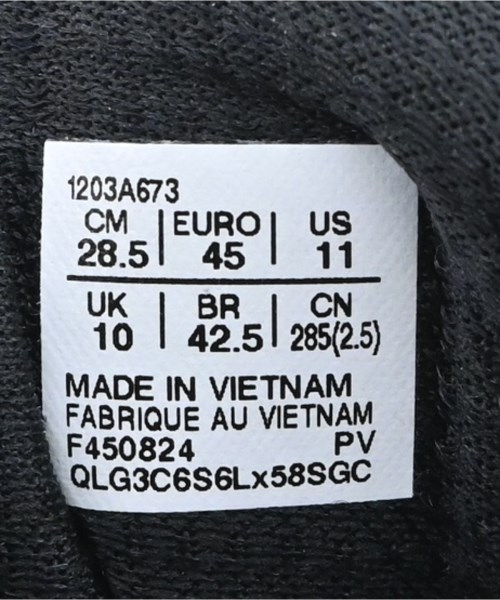 1203A673
CM | EURO | US
28.5 | 45 | 11
UK | BR | CN
10 | 42.5 | 285(2.5)
MADE IN VIETNAM
FABRIQUE AU VIETNAM
F450824 PV
QLG3C6S6Lx58SGC